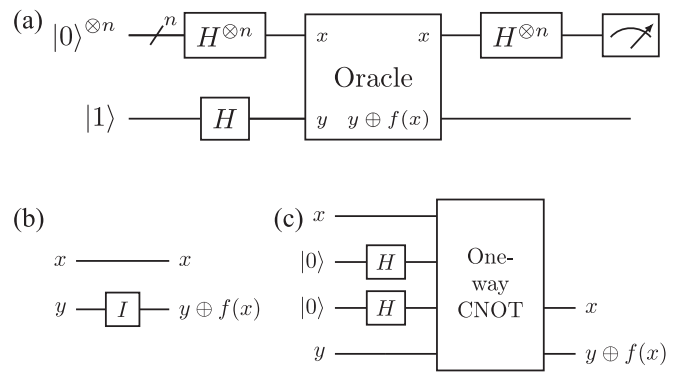 (a)
|0⟩⊗n n H⊗n x x H⊗n
Oracle
|1⟩ H y y ⊕ f(x)
(b)
x x
y I y ⊕ f(x)
(c)
x
|0⟩ H
|0⟩ H x
y y ⊕ f(x)
One-
way
CNOT